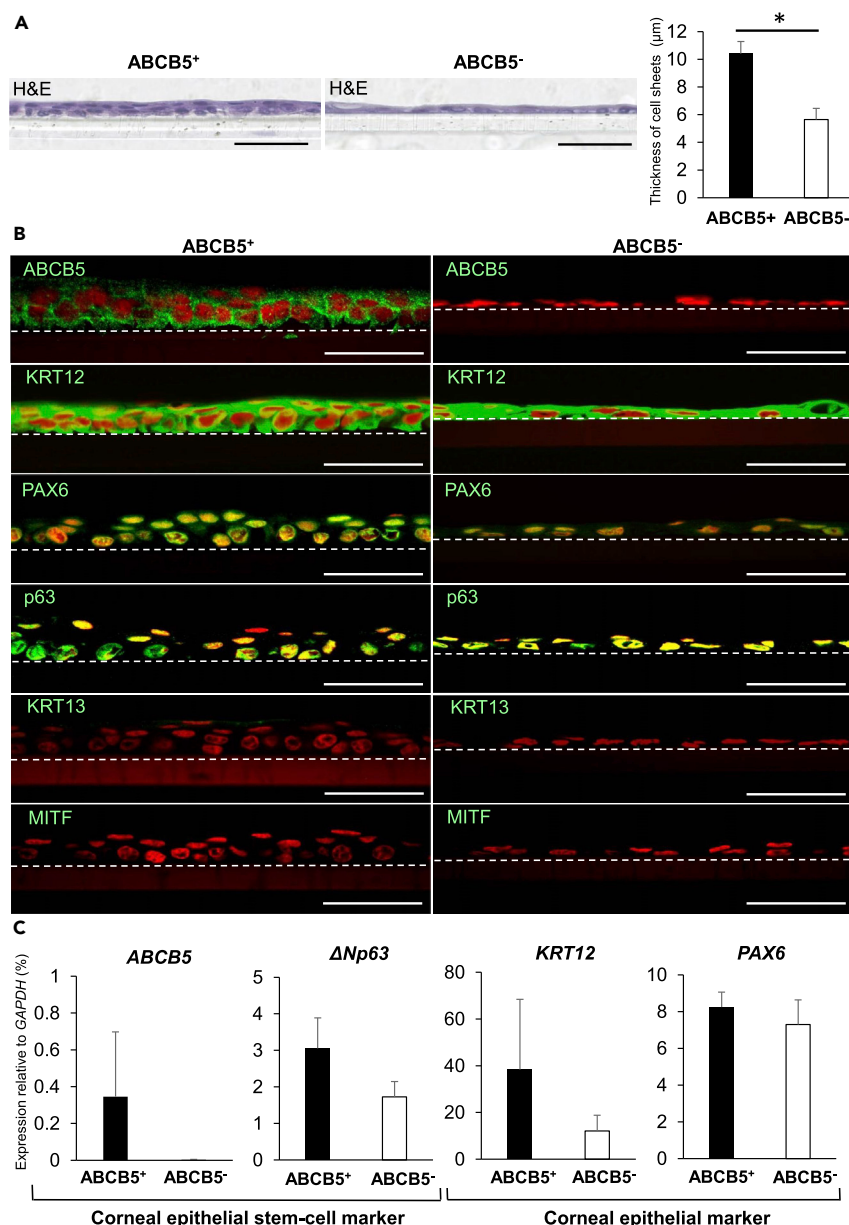 A
ABCB5⁺
ABCB5⁻
H&E
H&E
Thickness of cell sheets (μm)
12
10
8
6
4
2
0
*
ABCB5+ ABCB5-
B
ABCB5⁺
ABCB5⁻
ABCB5
ABCB5
KRT12
KRT12
PAX6
PAX6
p63
p63
KRT13
KRT13
MITF
MITF
C
Expression relative to GAPDH (%)
ABCB5
1
0.8
0.6
0.4
0.2
0
ABCB5⁺ ABCB5⁻
ΔNp63
5
4
3
2
1
0
ABCB5⁺ ABCB5⁻
KRT12
80
60
40
20
0
ABCB5⁺ ABCB5⁻
PAX6
10
8
6
4
2
0
ABCB5⁺ ABCB5⁻
Corneal epithelial stem-cell marker
Corneal epithelial marker